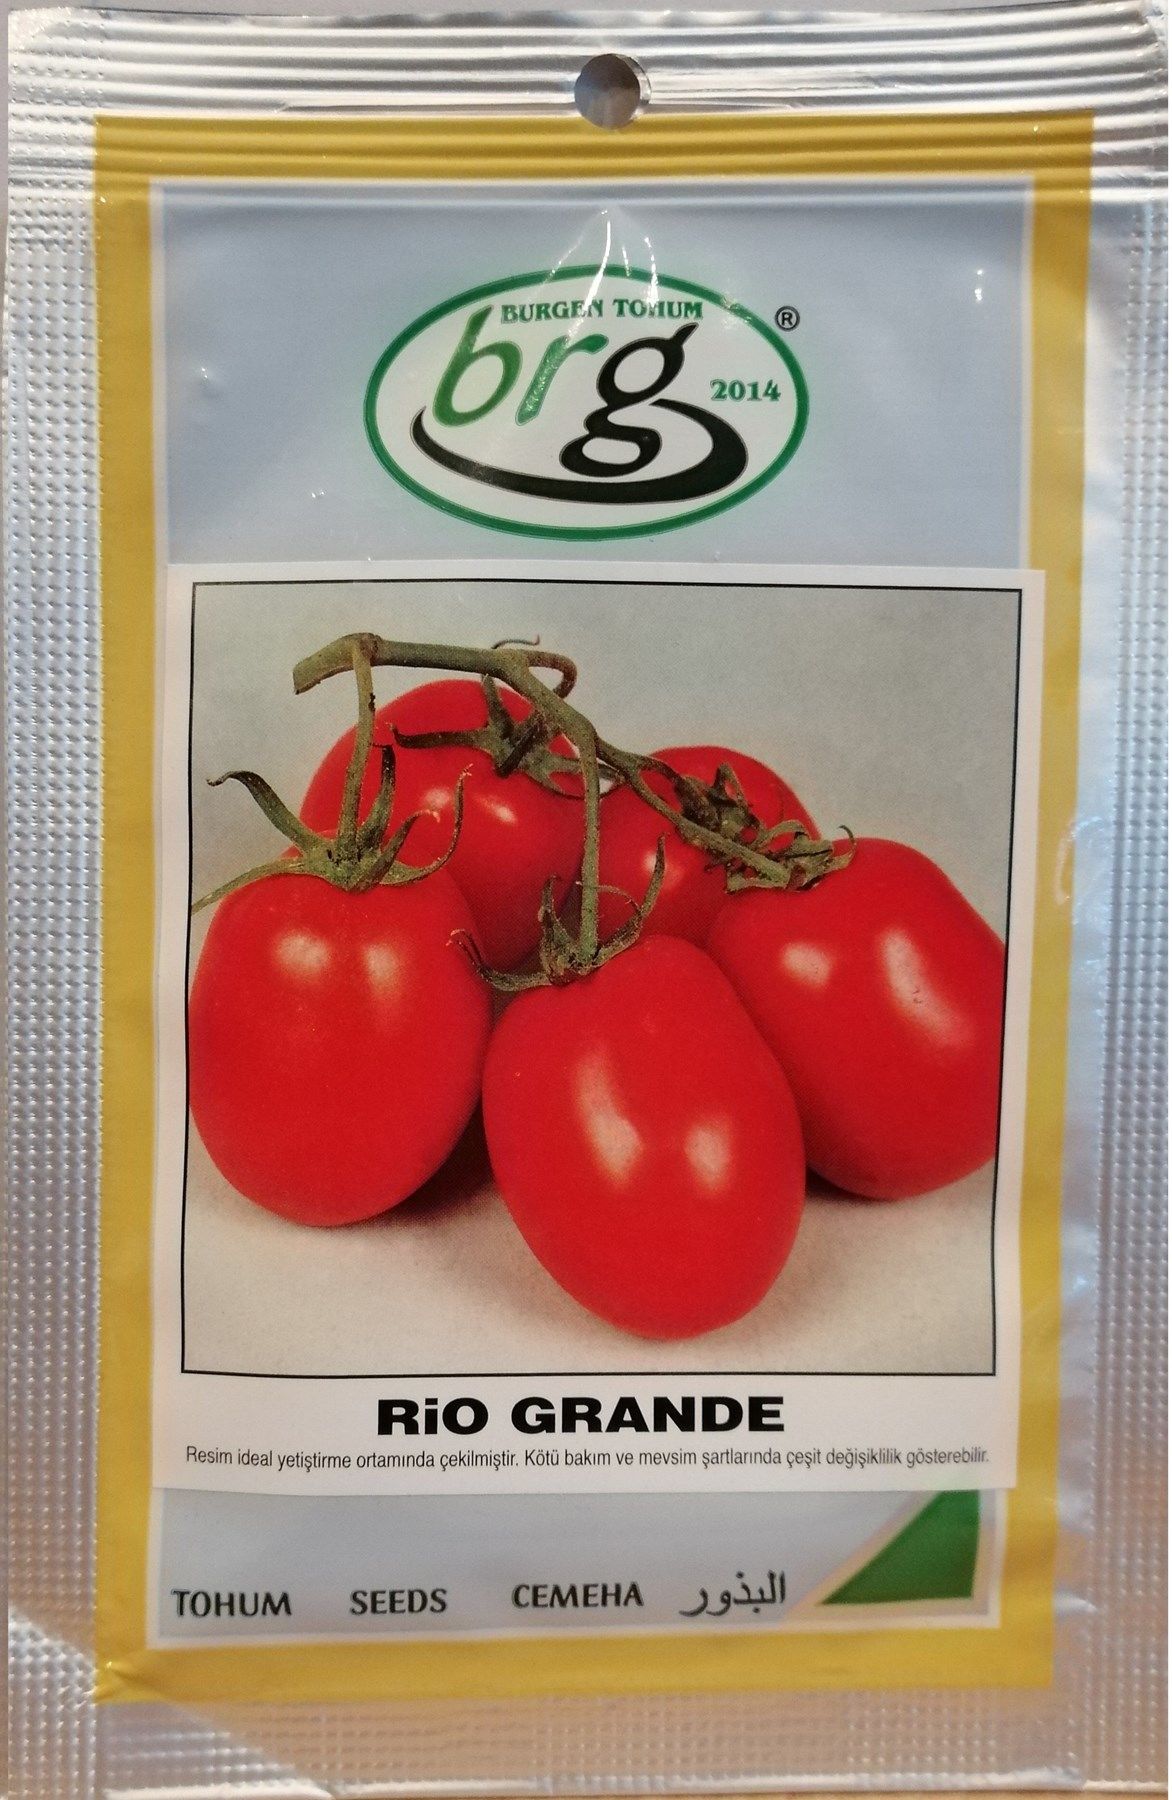 BURGEN TOHUM
brg
2014
®
RiO GRANDE
Resim ideal yetiştirme ortamında çekilmiştir. Kötü bakım ve mevsim şartlarında çeşit değişiklilik gösterebilir.
TOHUM SEEDS СЕМЕНА البذور